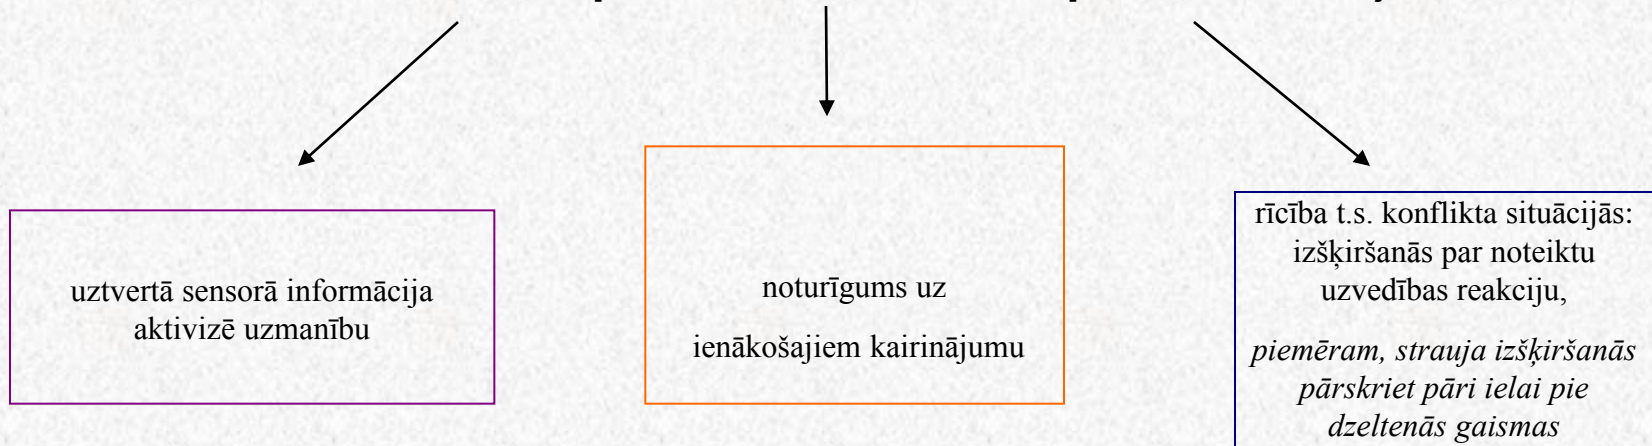 uztvertā sensorā informācija
aktivizē uzmanību
noturīgums uz
ienākošajiem kairinājumu
rīcība t.s. konflikta situācijās:
izšķiršanās par noteiktu
uzvedības reakciju,
piemēram, strauja izšķiršanās
pārskriet pāri ielai pie
dzeltenās gaismas